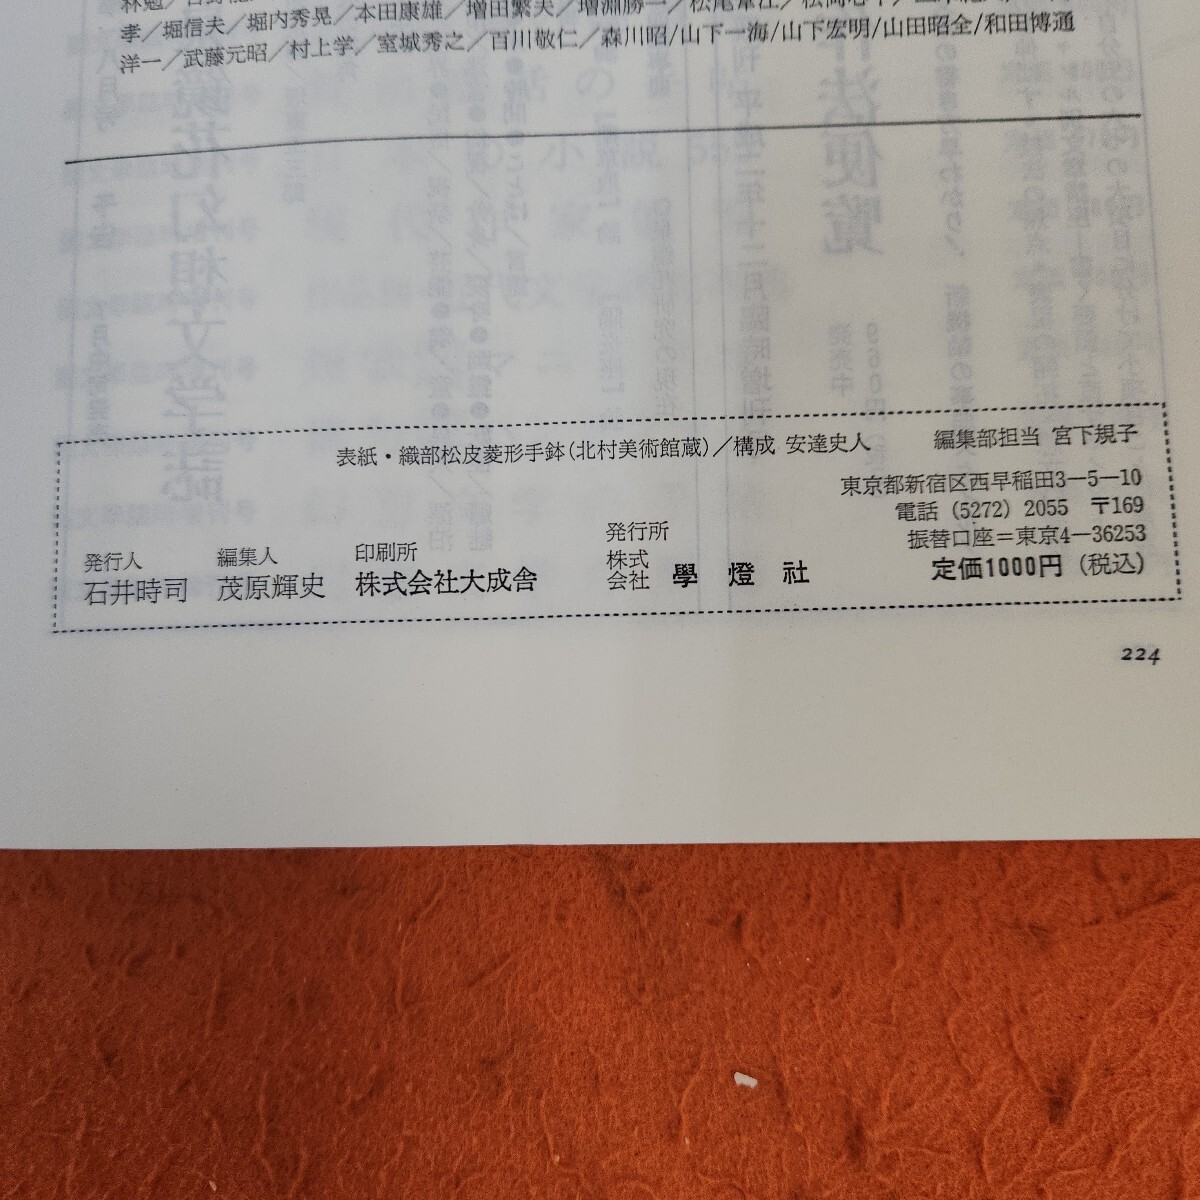 孝／堀信夫／堀内秀晃／本田康雄／増田繁夫／増淵勝一／松尾葦江／松岡心平／
洋一／武藤元昭／村上学／室城秀之／百川敬仁／森川昭/山下一海/山下宏明/山田昭全/和田博通
表紙・織部松皮菱形手鉢（北村美術館蔵）／構成 安達史人
編集部担当 宮下規子
東京都新宿区西早稲田3―5―10
電話（5272）2055 〒169
振替口座＝東京4―36253
定価1000円（税込）
発行所
株式会社 學燈社
印刷所
株式会社大成舎
編集人
茂原輝史
発行人
石井時司
224